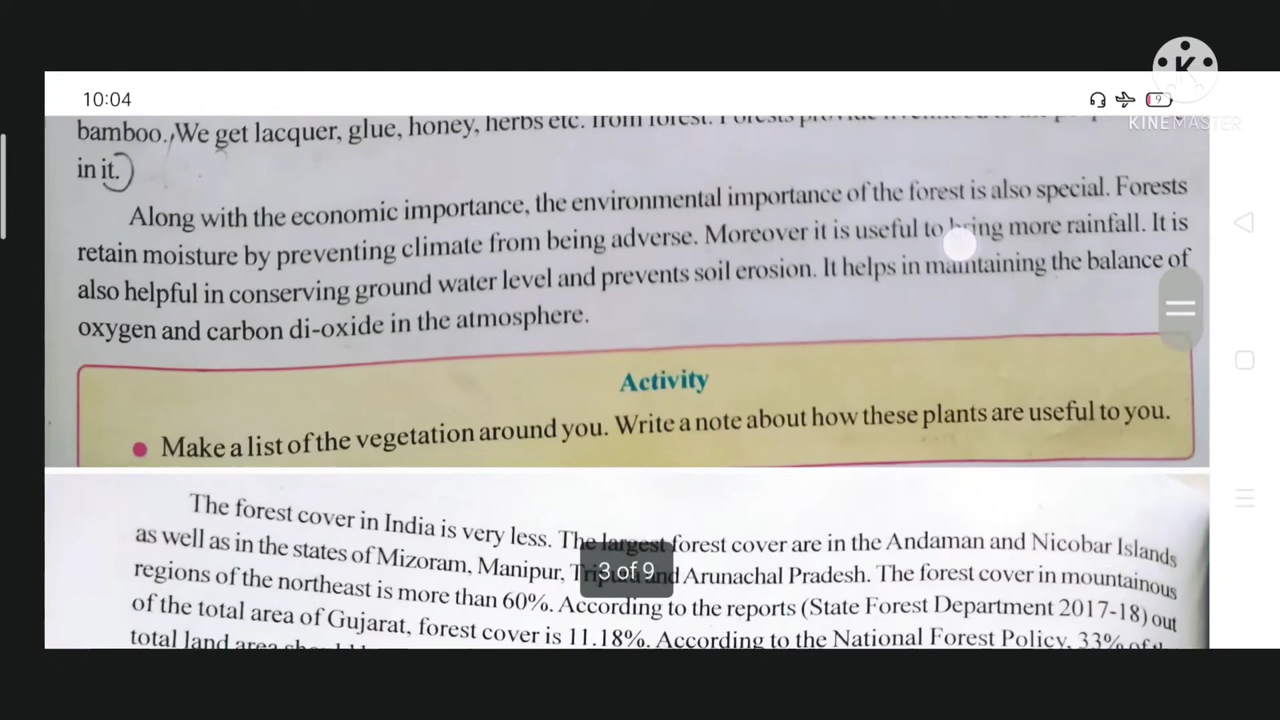 10:04
9
KINEMASTER
bamboo. We get lacquer, glue, honey, herbs etc. from forest. Forests
in it.
Along with the economic importance, the environmental importance of the forest is also special. Forests
retain moisture by preventing climate from being adverse. Moreover it is useful to bring more rainfall. It is
also helpful in conserving ground water level and prevents soil erosion. It helps in maintaining the balance of
oxygen and carbon di-oxide in the atmosphere.
Activity
Make a list of the vegetation around you. Write a note about how these plants are useful to you.
The forest cover in India is very less. The largest forest cover are in the Andaman and Nicobar Islands
as well as in the states of Mizoram, Manipur, Tripura and Arunachal Pradesh. The forest cover in mountainous
3 of 9
regions of the northeast is more than 60%. According to the reports (State Forest Department 2017-18) out
of the total area of Gujarat, forest cover is 11.18%. According to the National Forest Policy, 33% of
total land area